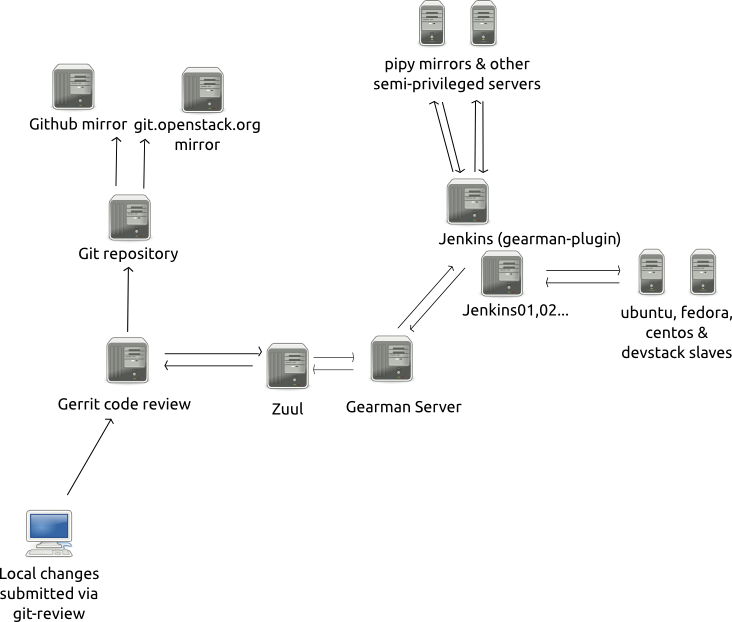 pipy mirrors & other
semi-privileged servers
Github mirror
git.openstack.org
mirror
Jenkins (gearman-plugin)
Git repository
Jenkins01,02...
ubuntu, fedora,
centos &
devstack slaves
Gerrit code review
Zuul
Gearman Server
Local changes
submitted via
git-review